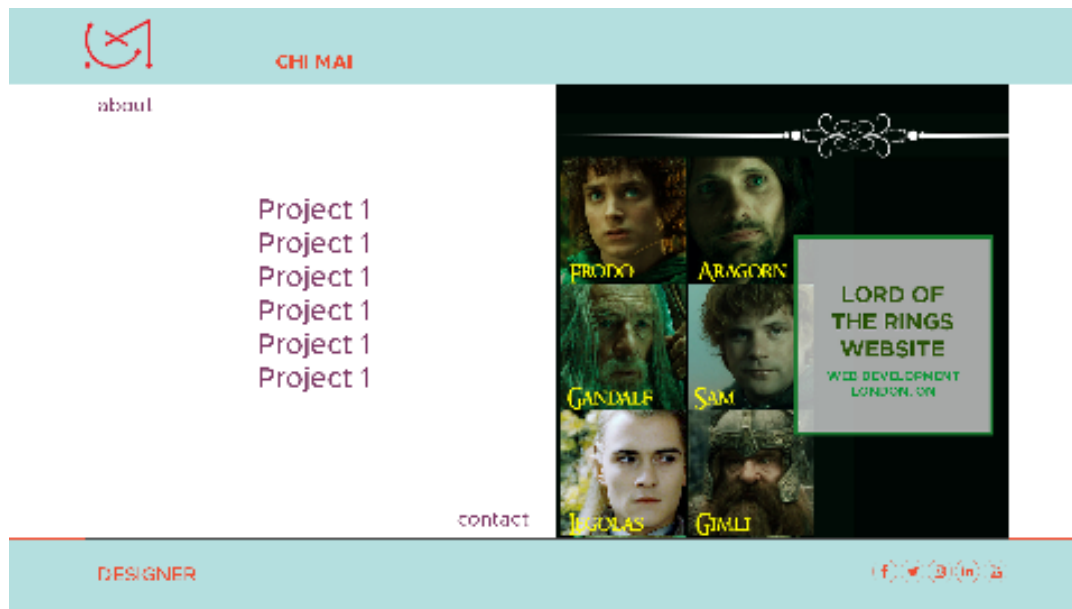 CHI MAI
about
Project 1
Project 1
Project 1
Project 1
Project 1
Project 1
contact
FRODO
ARAGORN
GANDALF
SAM
LEGOLAS
GIMLI
LORD OF
THE RINGS
WEBSITE
WEB DEVELOPMENT
LONDON, ON
DESIGNER